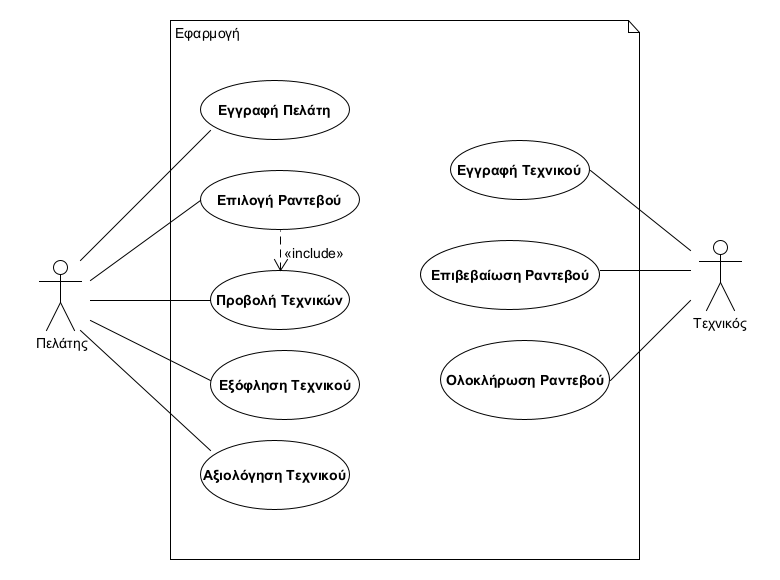 Εφαρμογή
Εγγραφή Πελάτη
Εγγραφή Τεχνικού
Επιλογή Ραντεβού
«include»
Επιβεβαίωση Ραντεβού
Προβολή Τεχνικών
Πελάτης
Τεχνικός
Εξόφληση Τεχνικού
Ολοκλήρωση Ραντεβού
Αξιολόγηση Τεχνικού